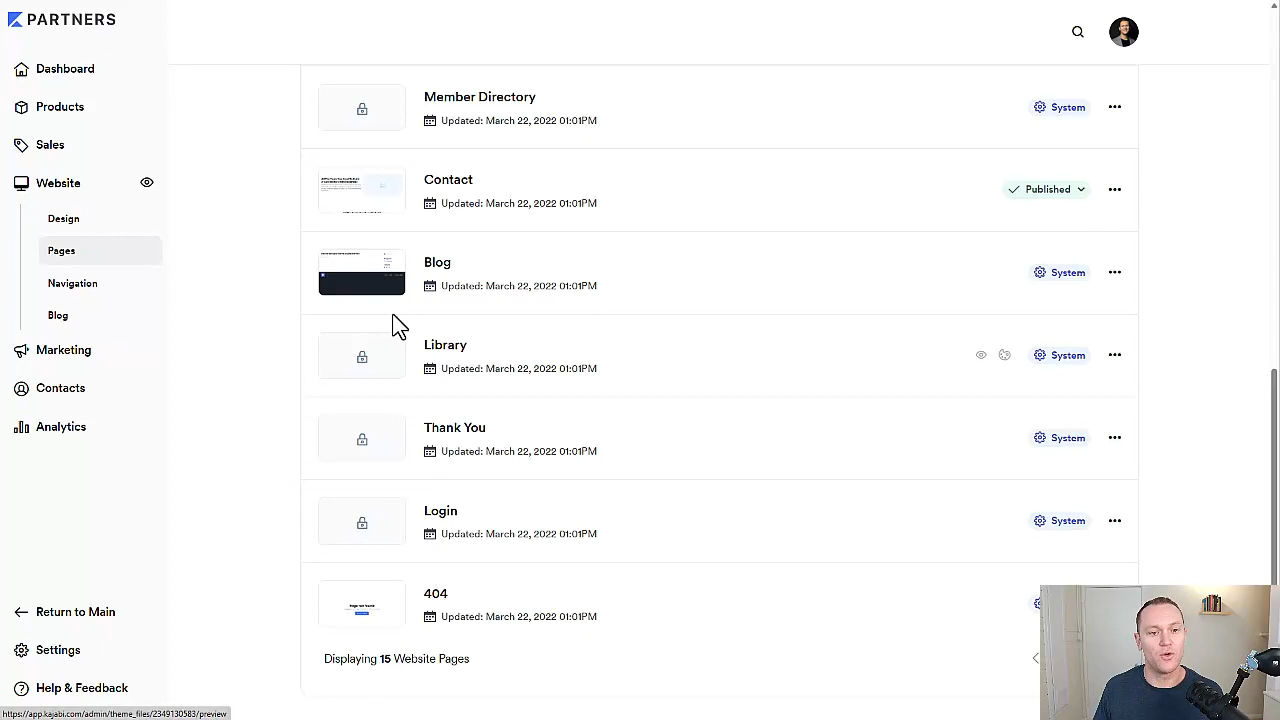 PARTNERS
Dashboard
Products
Sales
Website
Design
Pages
Navigation
Blog
Marketing
Contacts
Analytics
Return to Main
Settings
Help & Feedback
Member Directory
Updated: March 22, 2022 01:01PM
System
Contact
Updated: March 22, 2022 01:01PM
Published
Blog
Updated: March 22, 2022 01:01PM
System
Library
Updated: March 22, 2022 01:01PM
System
Thank You
Updated: March 22, 2022 01:01PM
System
Login
Updated: March 22, 2022 01:01PM
System
404
Updated: March 22, 2022 01:01PM
Displaying 15 Website Pages
https://app.kajabi.com/admin/theme_files/2349130583/preview